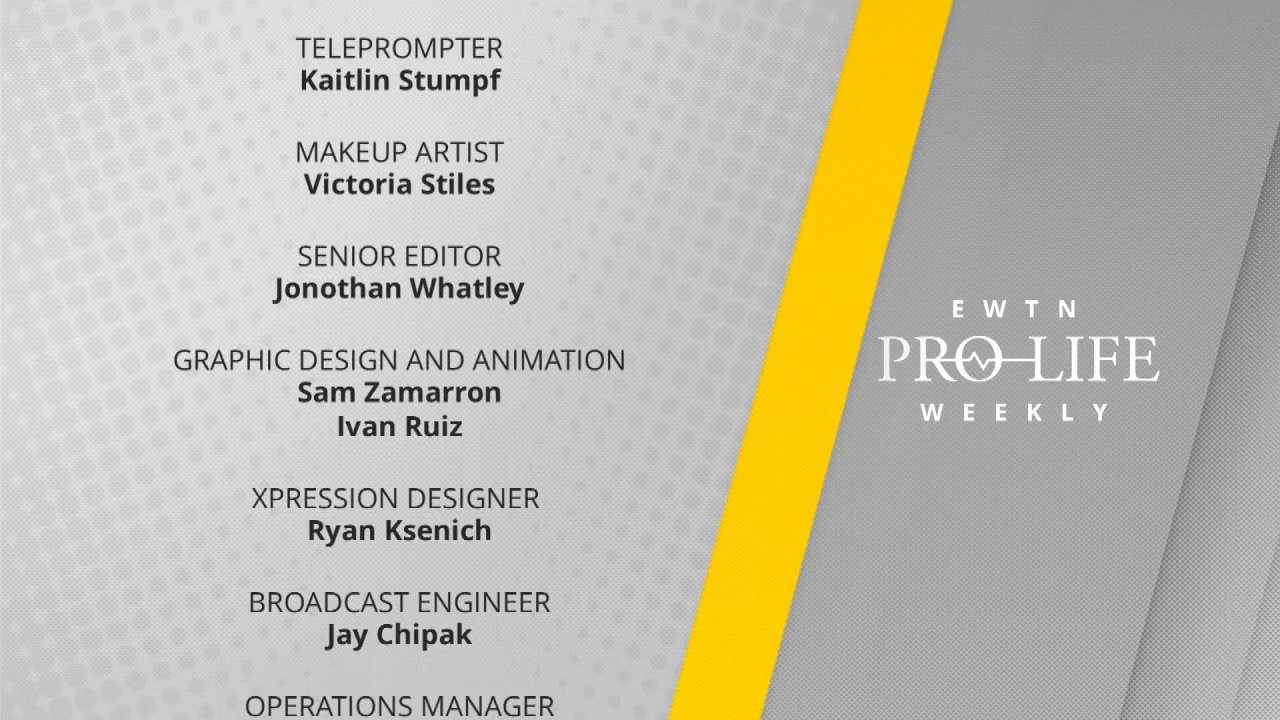 TELEPROMPTER
Kaitlin Stumpf
MAKEUP ARTIST
Victoria Stiles
SENIOR EDITOR
Jonothan Whatley
GRAPHIC DESIGN AND ANIMATION
Sam Zamarron
Ivan Ruiz
XPRESSION DESIGNER
Ryan Ksenich
BROADCAST ENGINEER
Jay Chipak
OPERATIONS MANAGER
EWTN
PRO-LIFE
WEEKLY